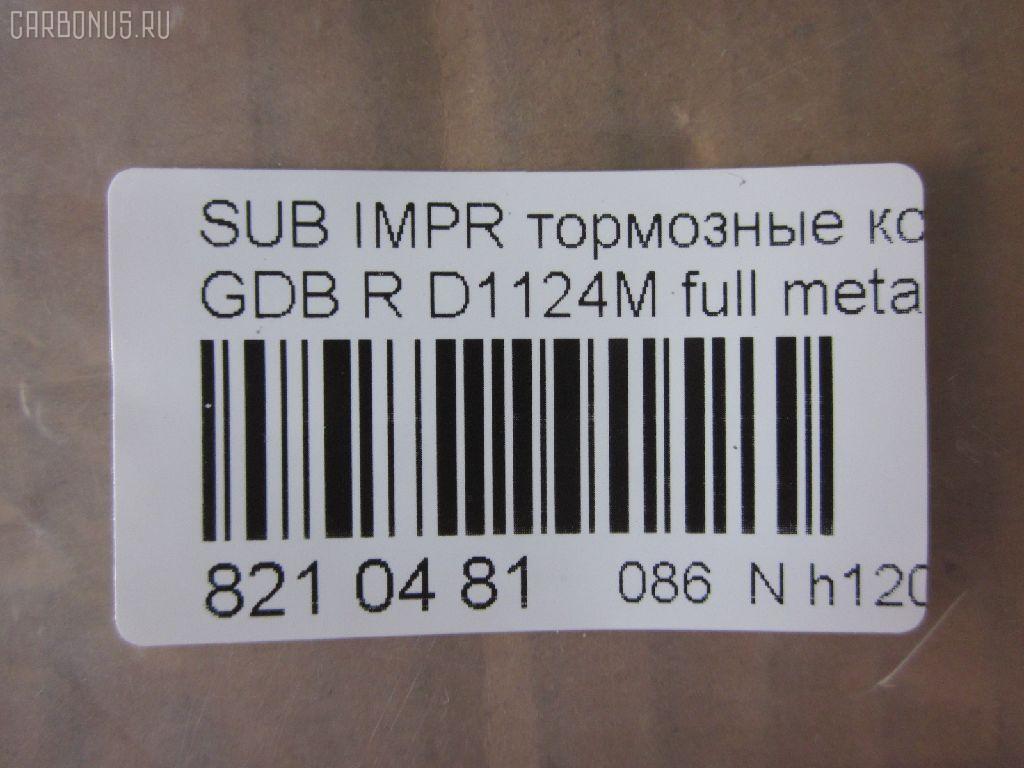 CARBONUS.RU
SUB IMPR тормозные ко
GDB R D1124M full meta
821 04 81 086 N h120